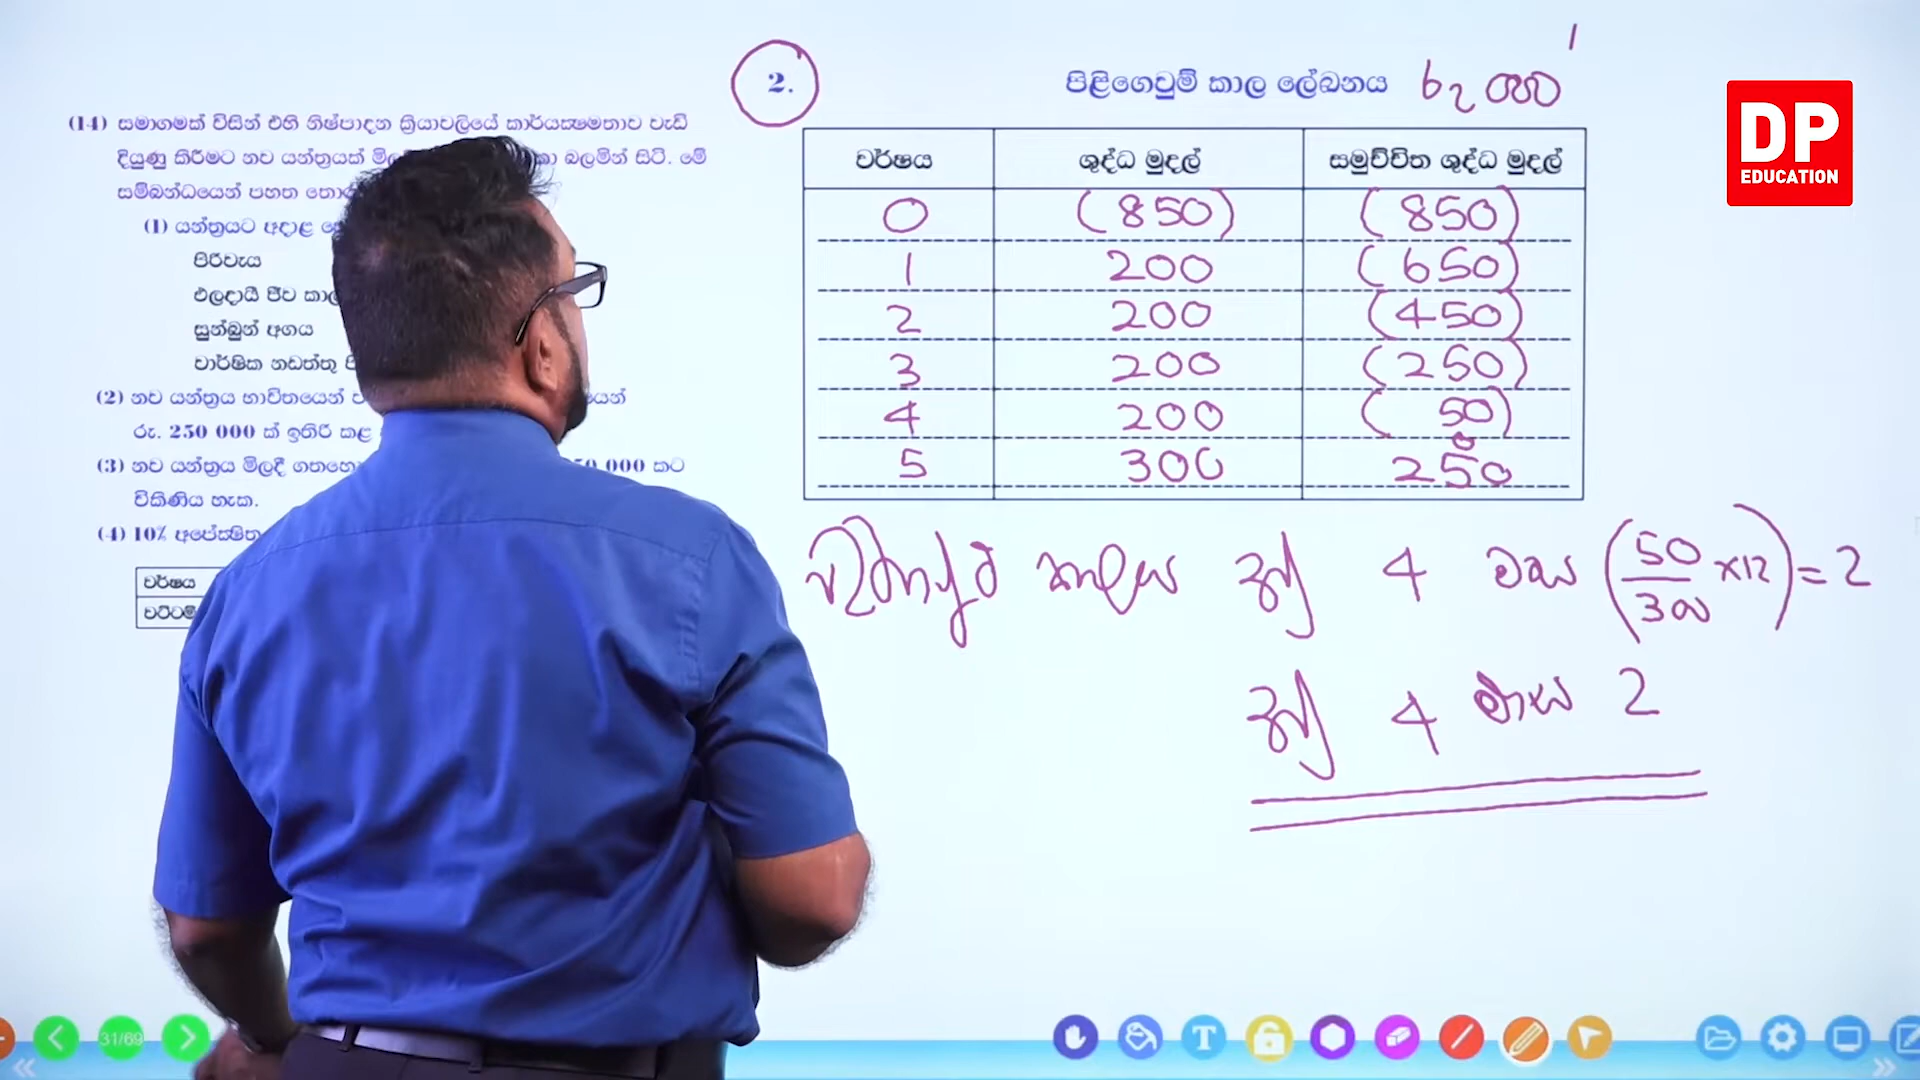 (14) සමාගමක් විසින් එහි නිෂ්පාදන ක්‍රියාවලියේ කාර්යක්ෂමතාව වැඩි
දියුණු කිරීමට නව යන්ත්‍රයක් බලමින් සිටී. මේ
සම්බන්ධයෙන් පහත
(1) යන්ත්‍රයට අදාළ
පිරිවැය
ඵලදායී ජීව කාල
සුන්බුන් අගය
වාර්ෂික නඩත්තු
(2) නව යන්ත්‍රය භාවිතයෙන්
රු. 250 000 ක් ඉතිරි කළ
(3) නව යන්ත්‍රය මිලදී ගතහො 000 කට
විකිණිය හැක.
(4) 10% අපේක්ෂිත
වර්ෂය
වට්ටම්
2.
පිළිගෙවුම් කාල ලේඛනය රු 000'
වර්ෂය ශුද්ධ මුදල් සමුච්චිත ශුද්ධ මුදල්
0 (850) (850)
1 200 (650)
2 200 (450)
3 200 (250)
4 200 (50)
5 300 250
කාලය අවු 4 මාස (50/300 ×12) = 2
අවු 4 මාස 2
DP
EDUCATION
31/69